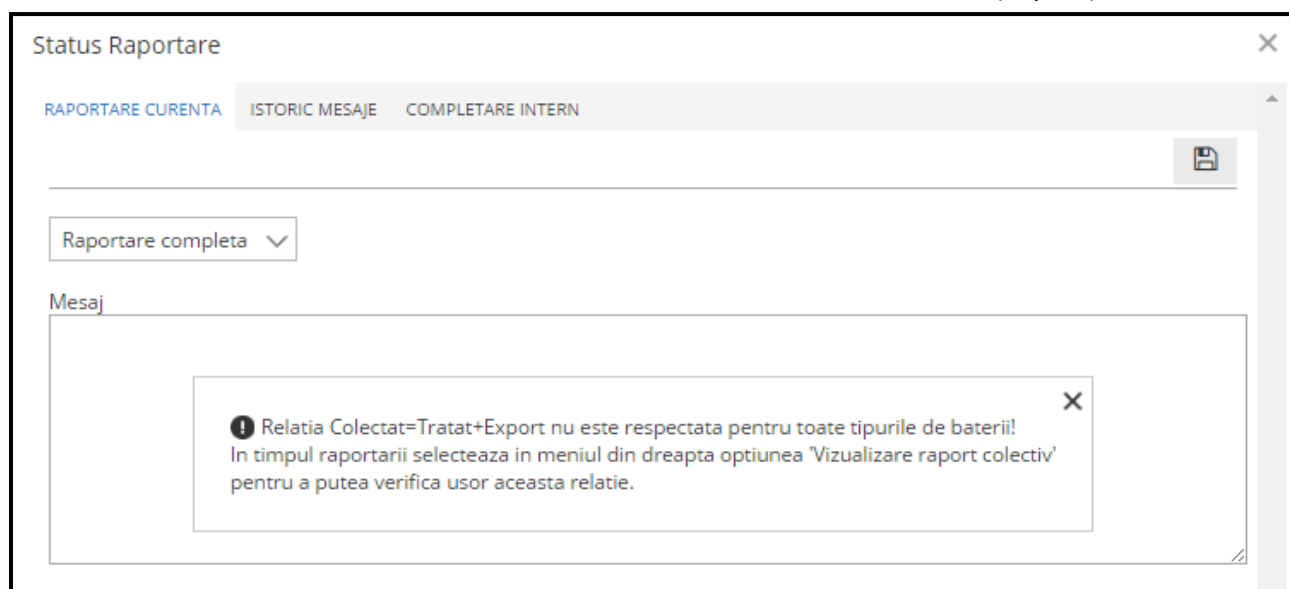 Status Raportare
RAPORTARE CURENTA ISTORIC MESAJE COMPLETARE INTERN
Raportare completa
Mesaj
Relatia Colectat=Tratat+Export nu este respectata pentru toate tipurile de baterii!
In timpul raportarii selecteaza in meniul din dreapta optiunea 'Vizualizare raport colectiv'
pentru a putea verifica usor aceasta relatie.